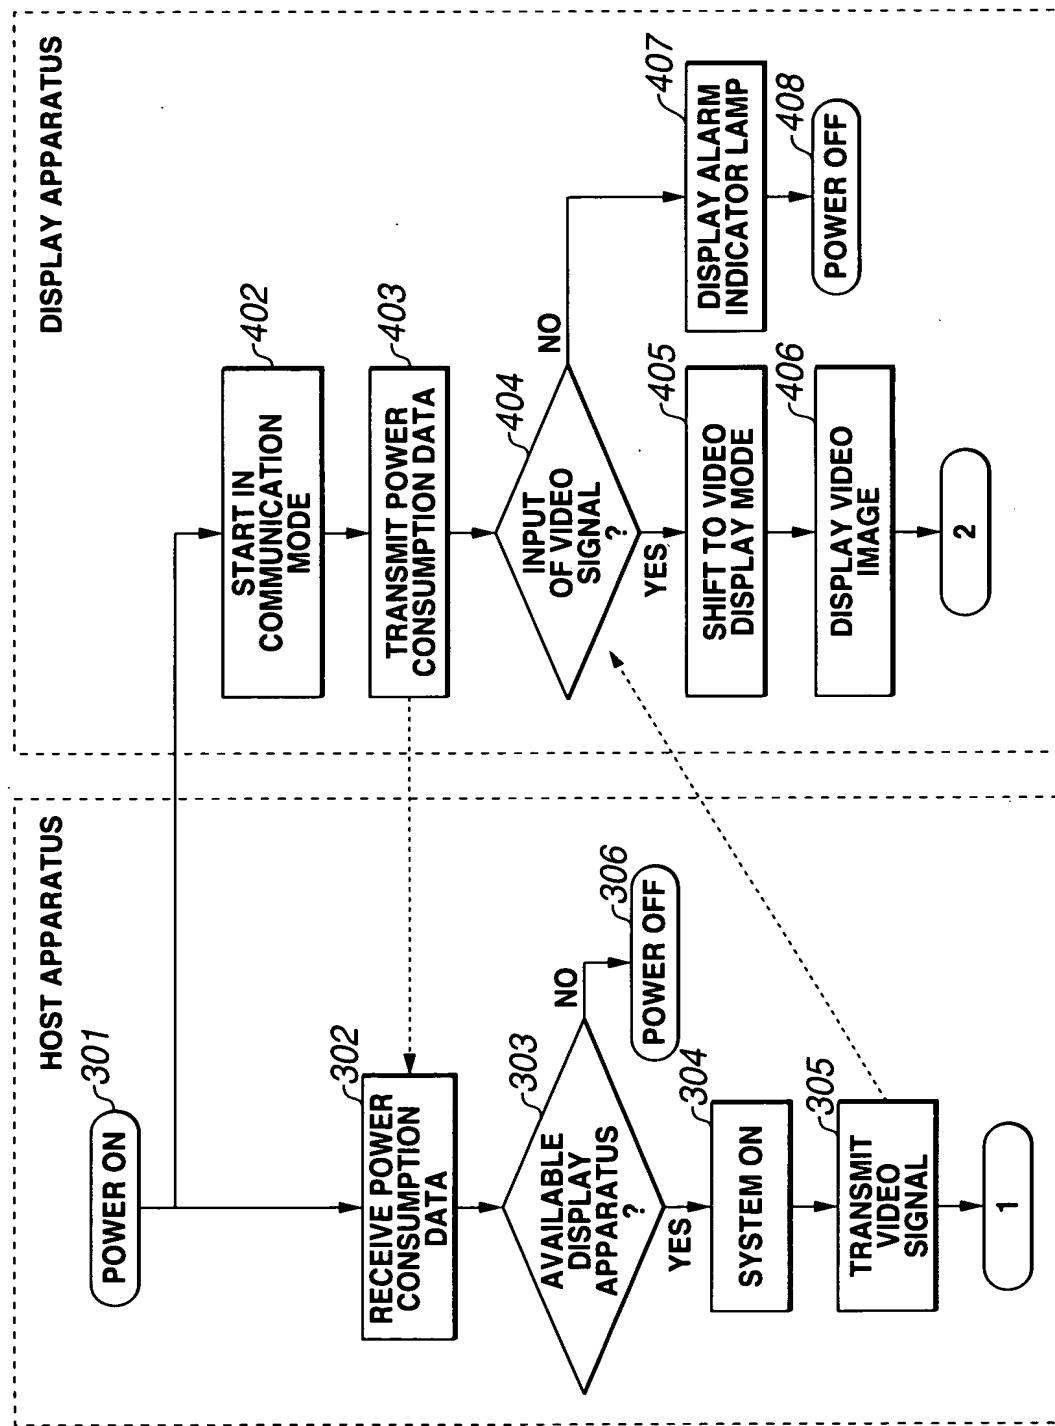 HOST APPARATUS
301
POWER ON
302
RECEIVE POWER
CONSUMPTION
DATA
303
AVAILABLE
DISPLAY
APPARATUS
?
NO
306
POWER OFF
YES
304
SYSTEM ON
305
TRANSMIT
VIDEO
SIGNAL
1
DISPLAY APPARATUS
402
START IN
COMMUNICATION
MODE
403
TRANSMIT POWER
CONSUMPTION DATA
404
INPUT
OF VIDEO
SIGNAL
?
NO
YES
405
SHIFT TO VIDEO
DISPLAY MODE
406
DISPLAY VIDEO
IMAGE
2
407
DISPLAY ALARM
INDICATOR LAMP
408
POWER OFF